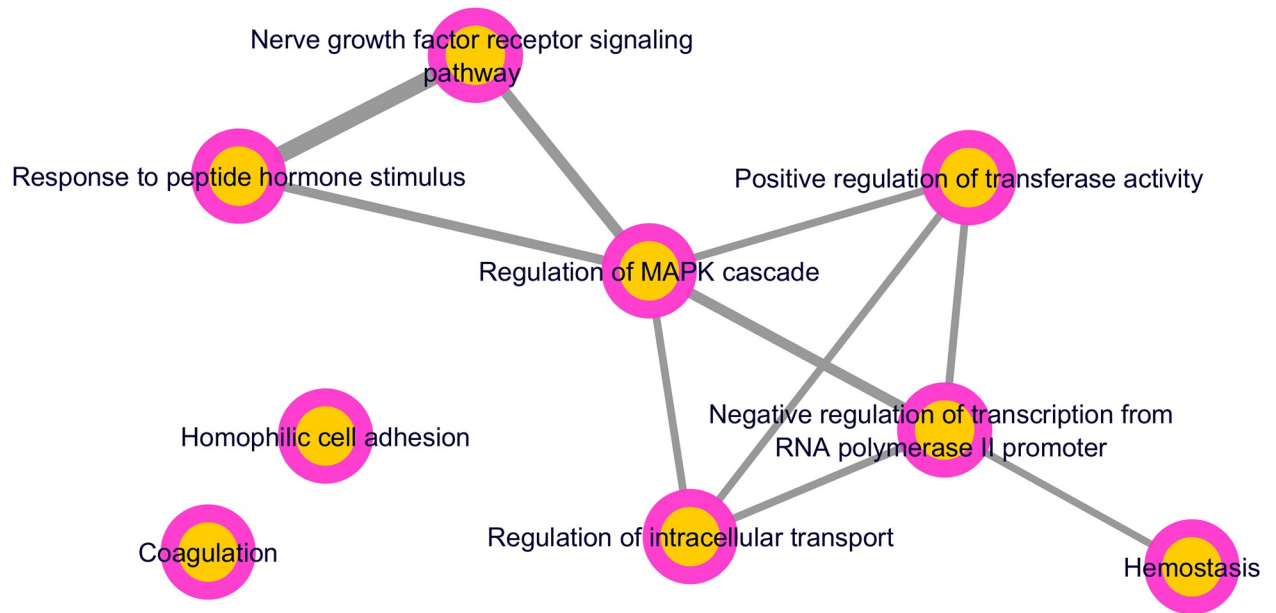 Nerve growth factor receptor signaling
pathway
Response to peptide hormone stimulus
Positive regulation of transferase activity
Regulation of MAPK cascade
Negative regulation of transcription from
RNA polymerase II promoter
Homophilic cell adhesion
Regulation of intracellular transport
Coagulation
Hemostasis